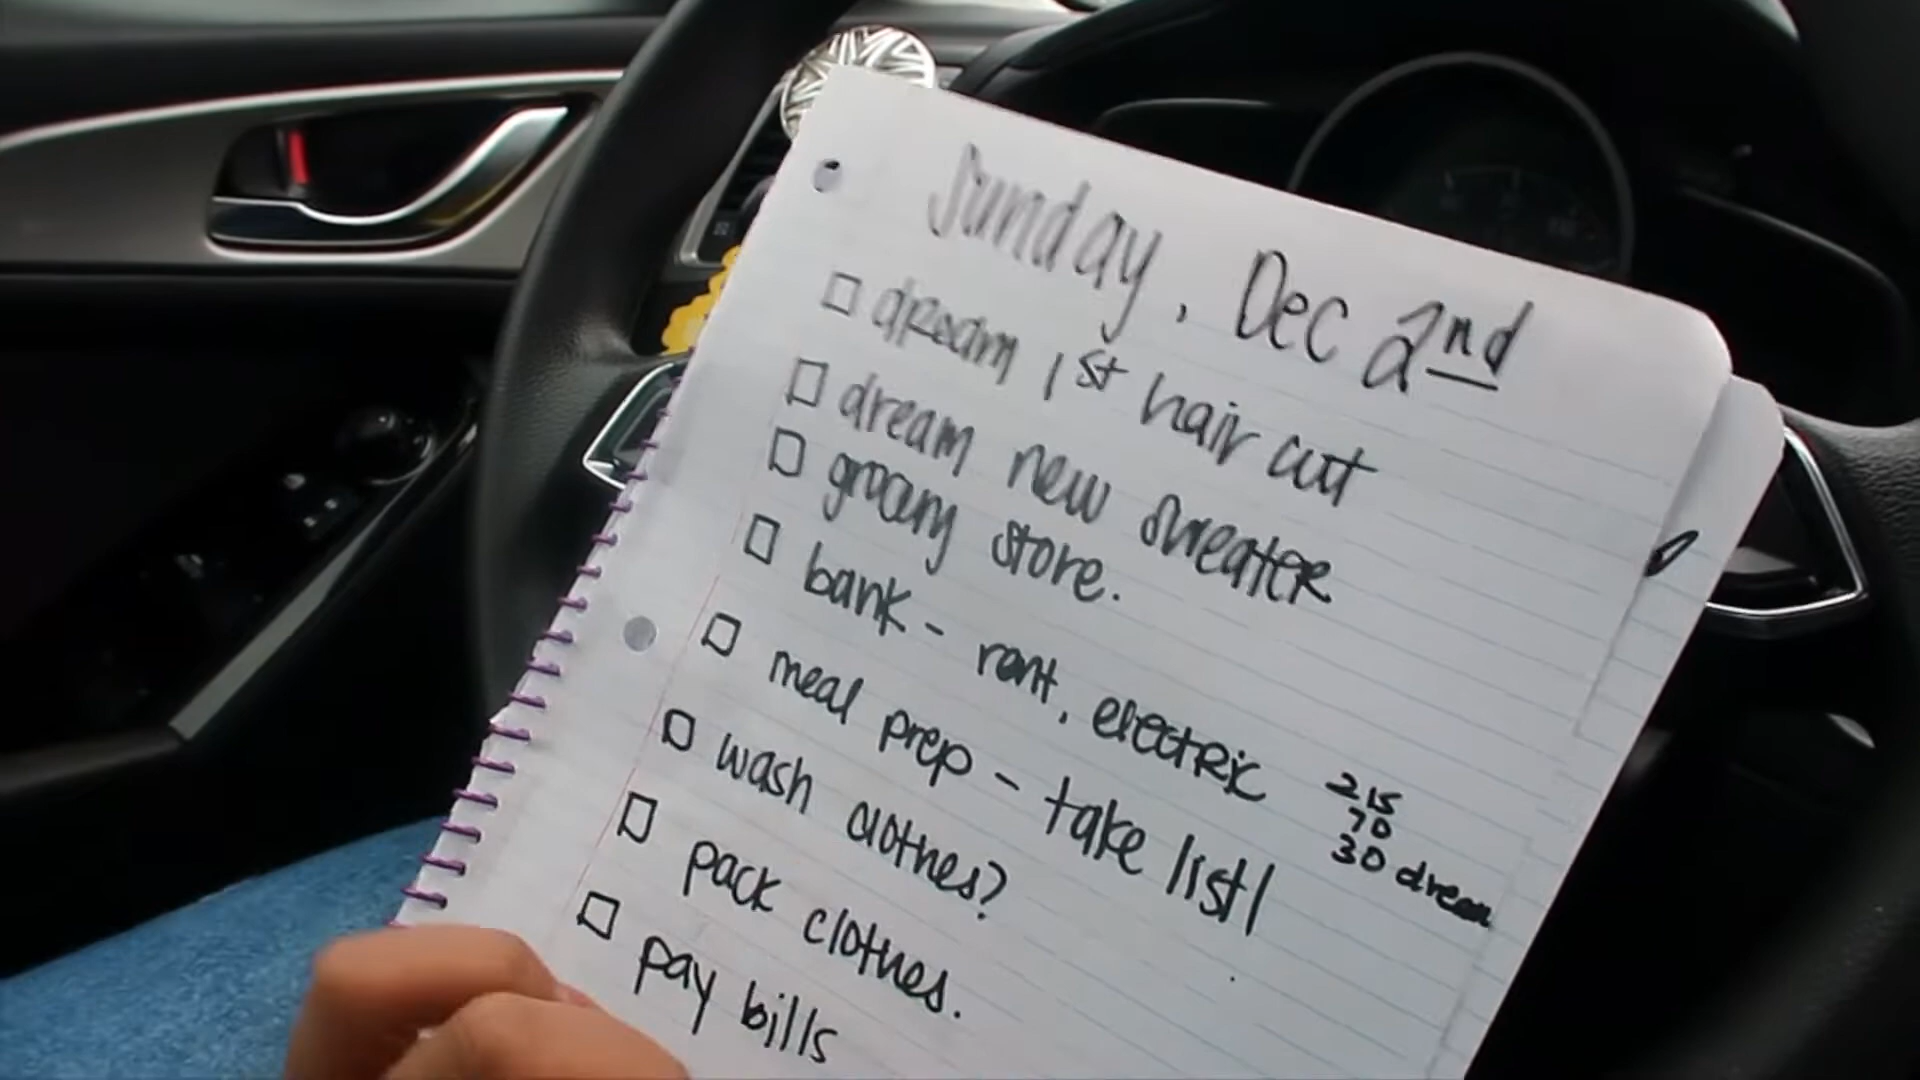 Sunday, Dec 2nd
□ dream 1st hair cut
□ dream new sweater
□ grocery store.
□ bank - rent, electric
□ meal prep - take list!
□ wash clothes?
□ pack clothes.
□ pay bills
215
70
30 dream